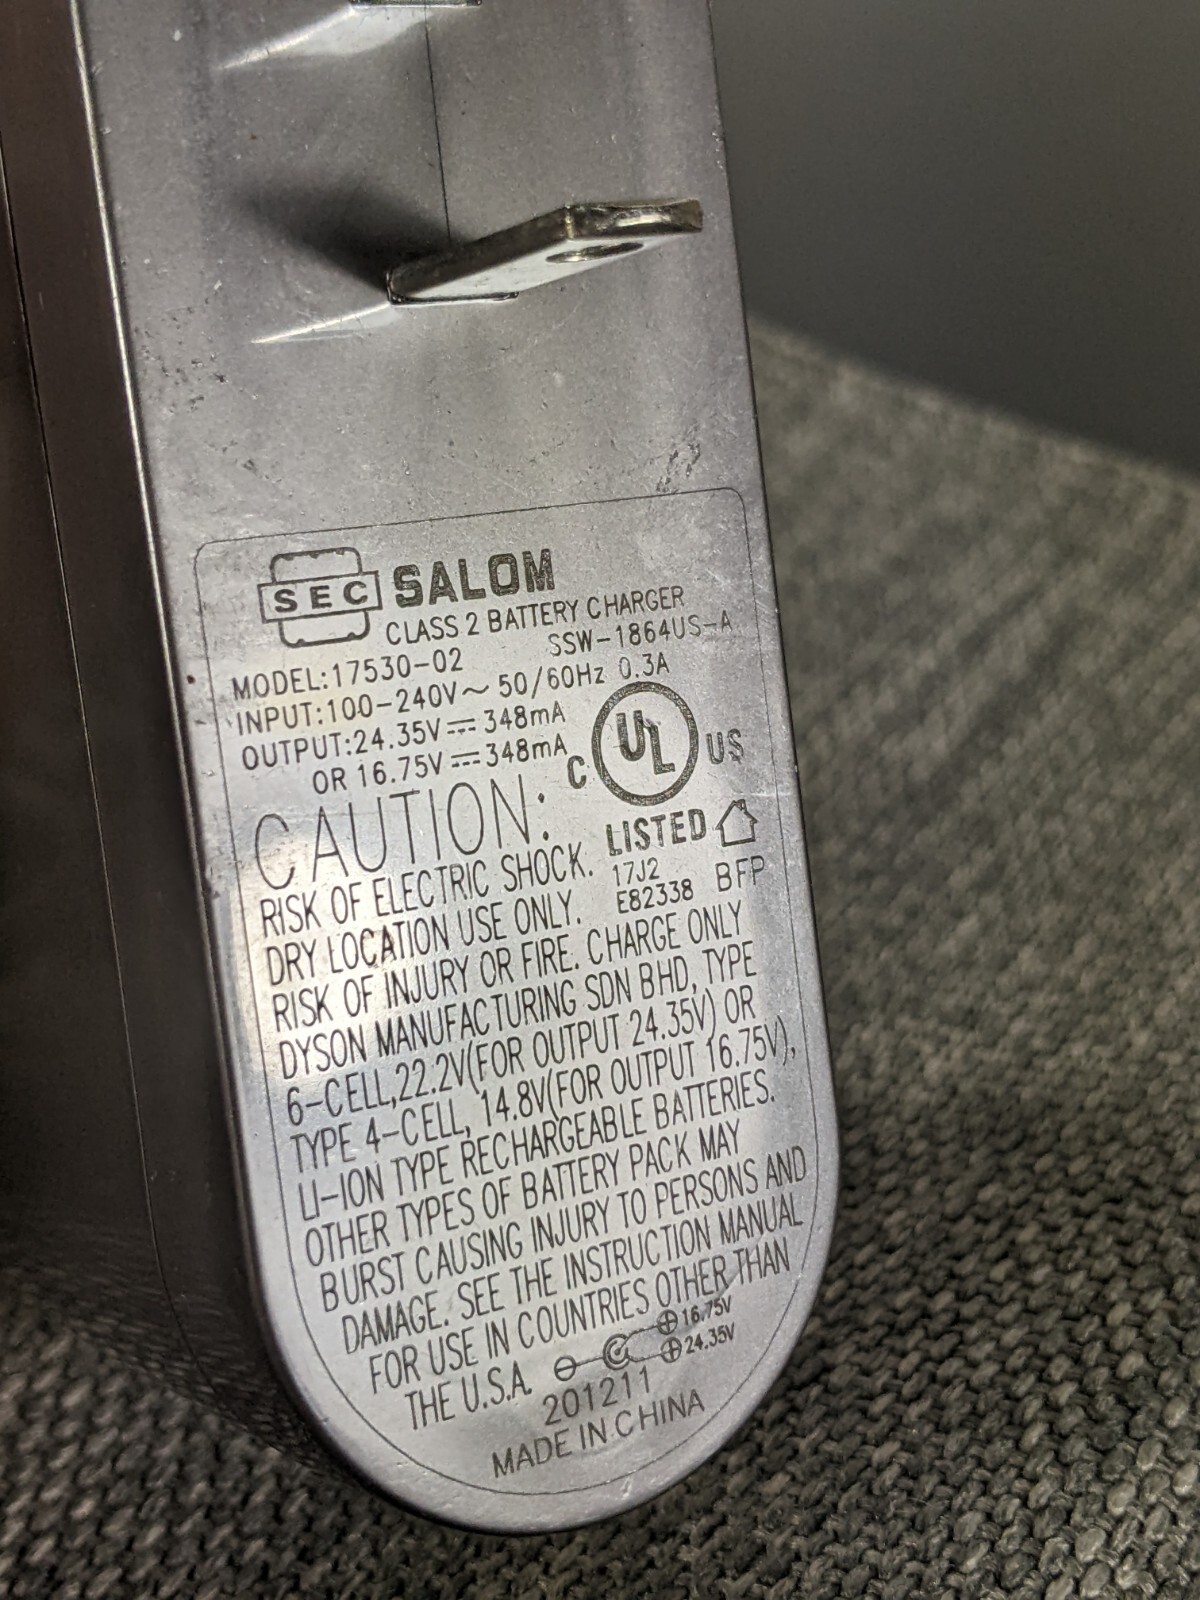 SEC SALOM
CLASS 2 BATTERY CHARGER
MODEL:17530-02 SSW-1864US-A
INPUT:100-240V~ 50/60Hz 0.3A
OUTPUT:24.35V⎓348mA
OR 16.75V⎓348mA
C UL US
LISTED
17J2
E82338 BFP
CAUTION:
RISK OF ELECTRIC SHOCK.
DRY LOCATION USE ONLY.
RISK OF INJURY OR FIRE. CHARGE ONLY
DYSON MANUFACTURING SDN BHD, TYPE
6-CELL,22.2V(FOR OUTPUT 24.35V) OR
TYPE 4-CELL, 14.8V(FOR OUTPUT 16.75V),
LI-ION TYPE RECHARGEABLE BATTERIES.
OTHER TYPES OF BATTERY PACK MAY
BURST CAUSING INJURY TO PERSONS AND
DAMAGE. SEE THE INSTRUCTION MANUAL
FOR USE IN COUNTRIES OTHER THAN
THE U.S.A.
16.75V
24.35V
201211
MADE IN CHINA